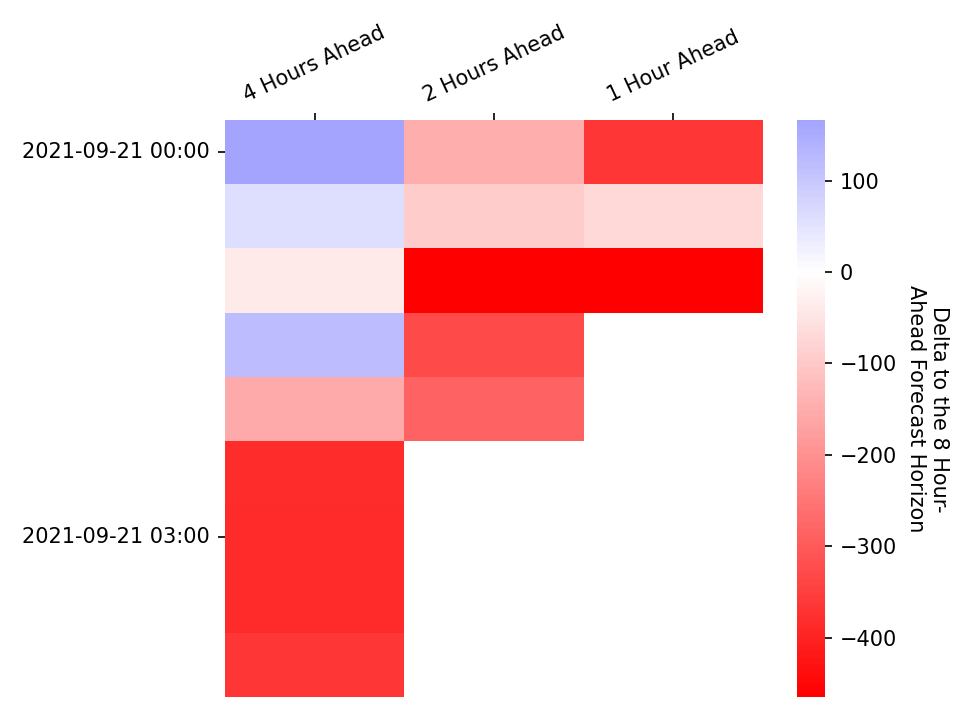 4 Hours Ahead
2 Hours Ahead
1 Hour Ahead
2021-09-21 00:00
2021-09-21 03:00
100
0
−100
−200
−300
−400
Delta to the 8 Hour-
Ahead Forecast Horizon